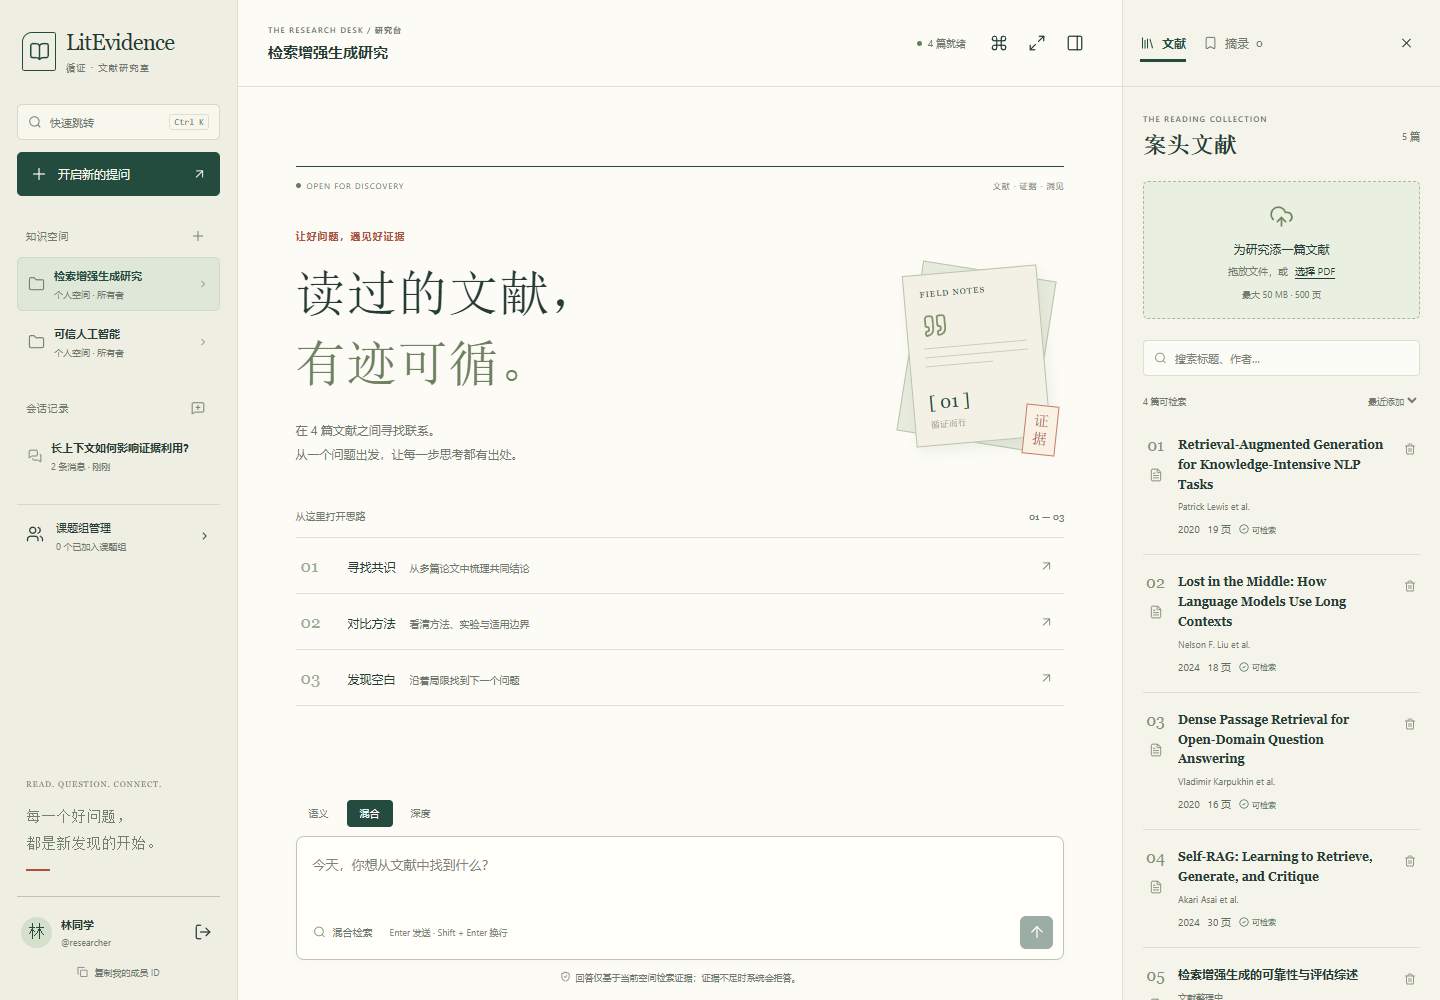 LitEvidence
循证 · 文献研究室
快速跳转
Ctrl K
开启新的提问
知识空间
检索增强生成研究
个人空间 · 所有者
可信人工智能
个人空间 · 所有者
会话记录
长上下文如何影响证据利用?
2 条消息 · 刚刚
课题组管理
0 个已加入课题组
READ. QUESTION. CONNECT.
每一个好问题，
都是新发现的开始。
林
林同学
@researcher
复制我的成员 ID
THE RESEARCH DESK / 研究台
检索增强生成研究
4 篇就绪
OPEN FOR DISCOVERY
文献 · 证据 · 洞见
让好问题，遇见好证据
读过的文献，
有迹可循。
在 4 篇文献之间寻找联系。
从一个问题出发，让每一步思考都有出处。
FIELD NOTES
[ 01 ]
循证而行
证
据
从这里打开思路
01 — 03
01 寻找共识 从多篇论文中梳理共同结论
02 对比方法 看清方法、实验与适用边界
03 发现空白 沿着局限找到下一个问题
语义
混合
深度
今天，你想从文献中找到什么?
混合检索
Enter 发送 · Shift + Enter 换行
回答仅基于当前空间检索证据；证据不足时系统会拒答。
文献
摘录 0
THE READING COLLECTION
案头文献
5 篇
为研究添一篇文献
拖放文件，或 选择 PDF
最大 50 MB · 500 页
搜索标题、作者...
4 篇可检索
最近添加
01
Retrieval-Augmented Generation
for Knowledge-Intensive NLP
Tasks
Patrick Lewis et al.
2020 19 页 可检索
02
Lost in the Middle: How
Language Models Use Long
Contexts
Nelson F. Liu et al.
2024 18 页 可检索
03
Dense Passage Retrieval for
Open-Domain Question
Answering
Vladimir Karpukhin et al.
2020 16 页 可检索
04
Self-RAG: Learning to Retrieve,
Generate, and Critique
Akari Asai et al.
2024 30 页 可检索
05
检索增强生成的可靠性与评估综述
文献整理中